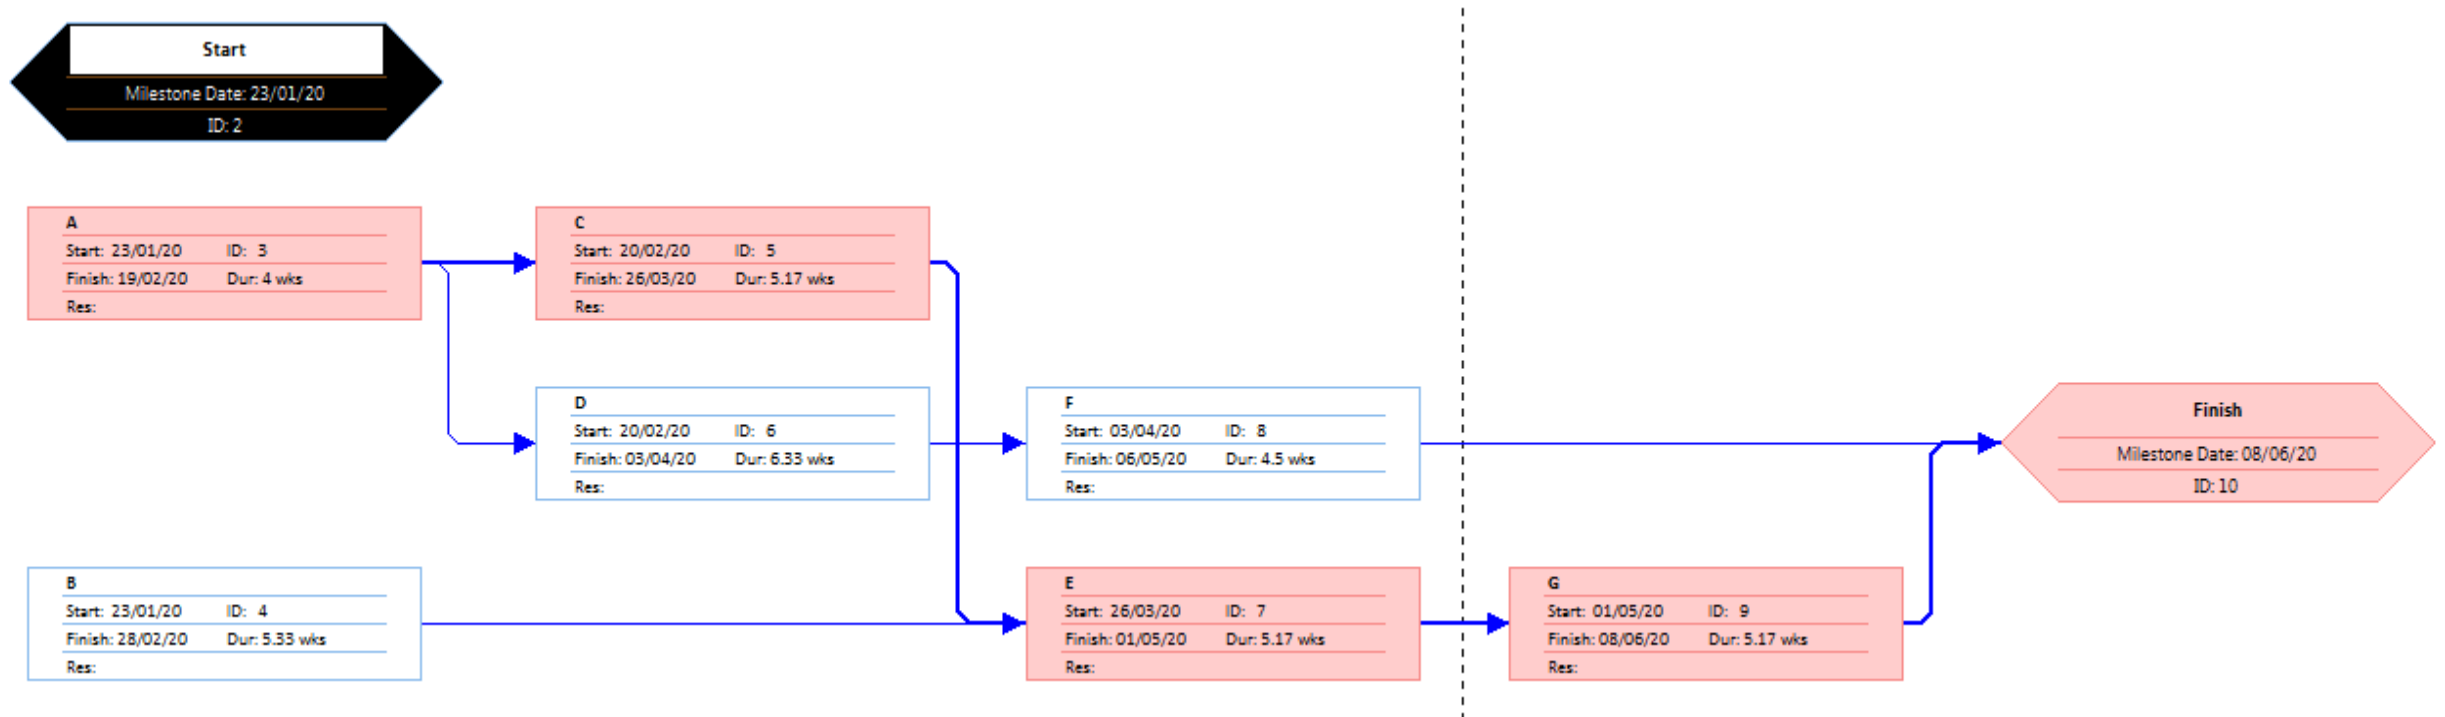 Start
Milestone Date: 23/01/20
ID: 2
A
Start: 23/01/20 ID: 3
Finish: 19/02/20 Dur: 4 wks
Res:
C
Start: 20/02/20 ID: 5
Finish: 26/03/20 Dur: 5.17 wks
Res:
D
Start: 20/02/20 ID: 6
Finish: 03/04/20 Dur: 6.33 wks
Res:
F
Start: 03/04/20 ID: 8
Finish: 06/05/20 Dur: 4.5 wks
Res:
Finish
Milestone Date: 08/06/20
ID: 10
B
Start: 23/01/20 ID: 4
Finish: 28/02/20 Dur: 5.33 wks
Res:
E
Start: 26/03/20 ID: 7
Finish: 01/05/20 Dur: 5.17 wks
Res:
G
Start: 01/05/20 ID: 9
Finish: 08/06/20 Dur: 5.17 wks
Res: